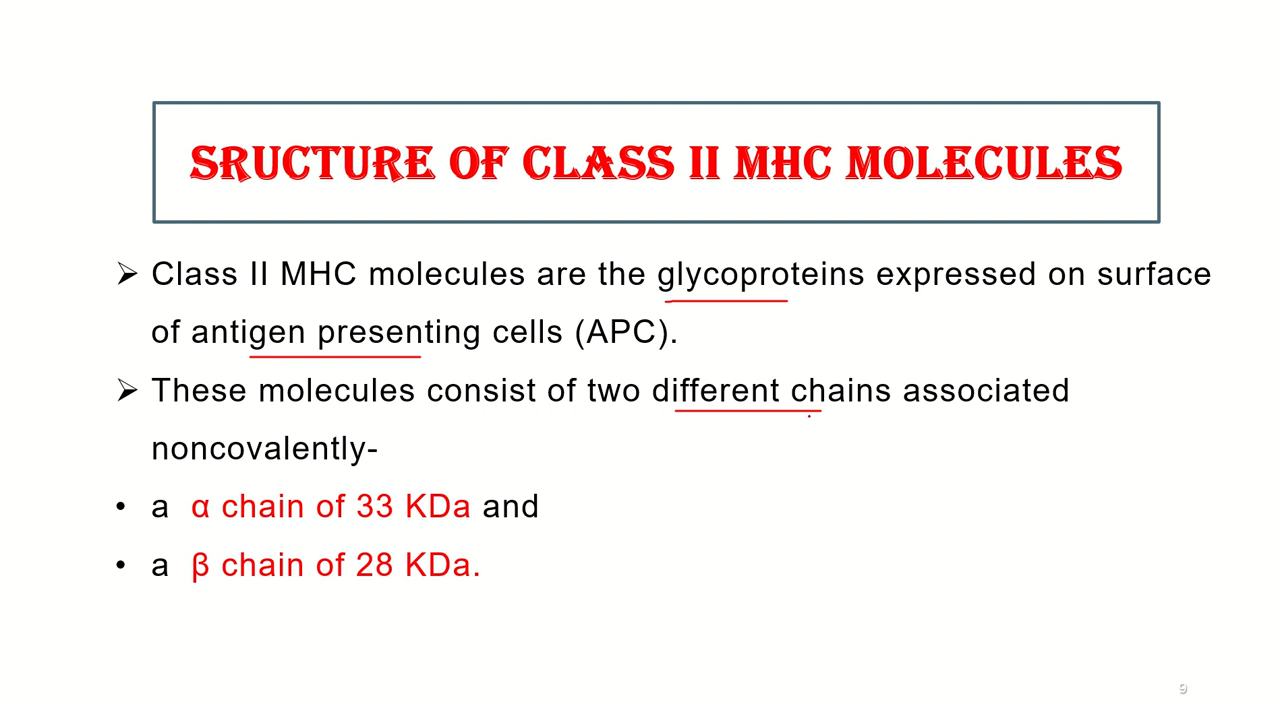 SRUCTURE OF CLASS II MHC MOLECULES
➢ Class II MHC molecules are the glycoproteins expressed on surface
of antigen presenting cells (APC).
➢ These molecules consist of two different chains associated
noncovalently-
• a α chain of 33 KDa and
• a β chain of 28 KDa.
9